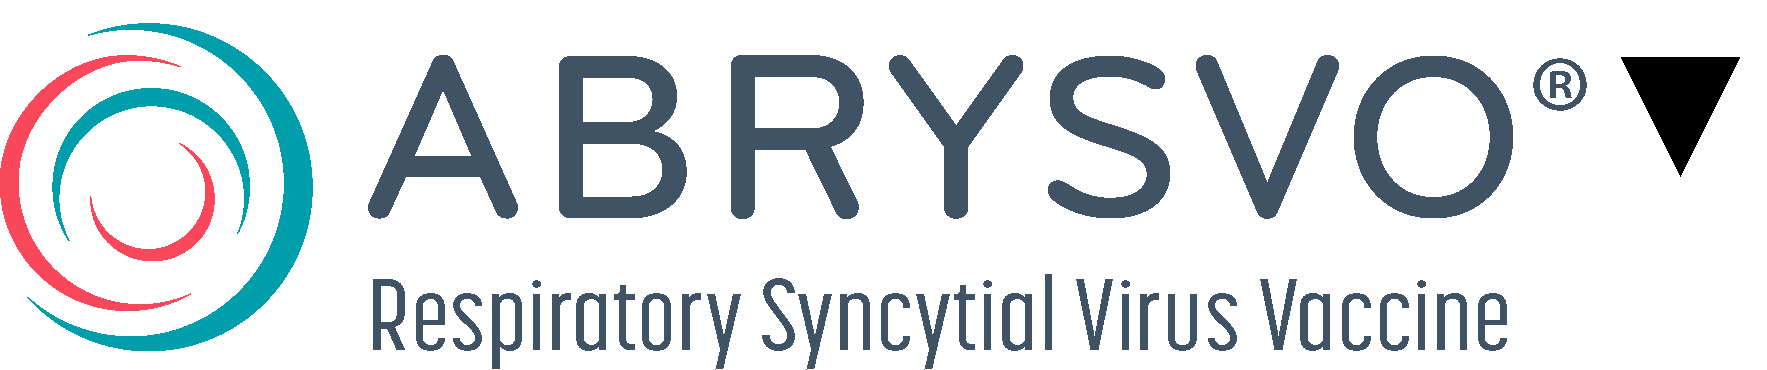 ABRYSVO® ▼
Respiratory Syncytial Virus Vaccine